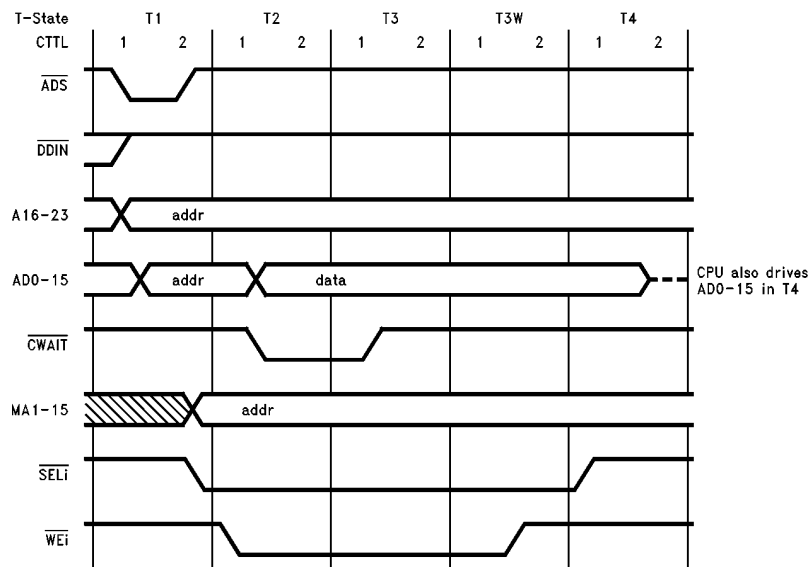 T-State T1 T2 T3 T3W T4
CTTL 1 2 1 2 1 2 1 2 1 2
ADS
DDIN
A16-23 addr
AD0-15 addr data CPU also drives
AD0-15 in T4
CWAIT
MA1-15 addr
SELi
WEi